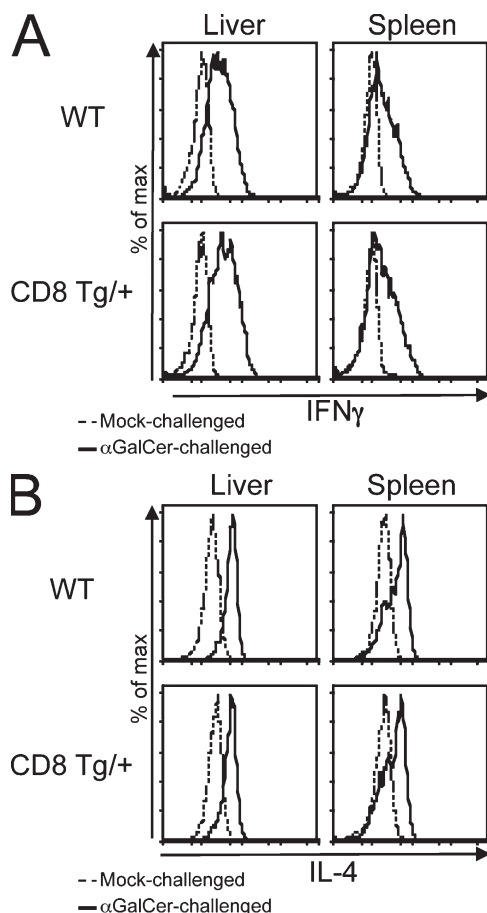 A
Liver Spleen
WT
CD8 Tg/+
% of max
IFNγ
--Mock-challenged
━αGalCer-challenged
B
Liver Spleen
WT
CD8 Tg/+
% of max
IL-4
--Mock-challenged
━αGalCer-challenged